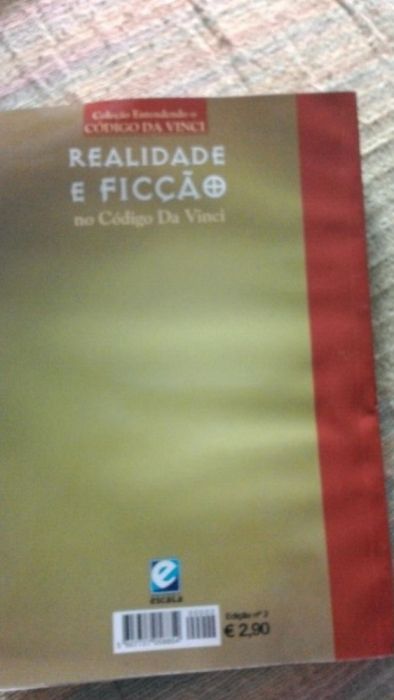 Coleção Entendendo o
CÓDIGO DA VINCI
REALIDADE
E FICÇÃO
no Código Da Vinci
e
escala
Edição nº 2
€ 2,90